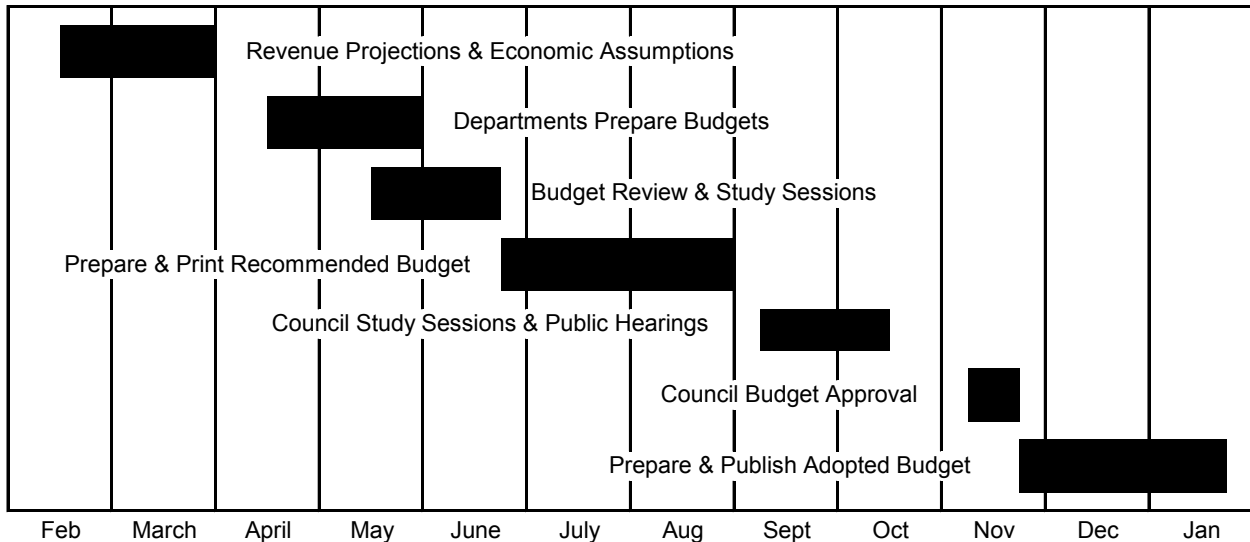 Revenue Projections & Economic Assumptions
Departments Prepare Budgets
Budget Review & Study Sessions
Prepare & Print Recommended Budget
Council Study Sessions & Public Hearings
Council Budget Approval
Prepare & Publish Adopted Budget
Feb March April May June July Aug Sept Oct Nov Dec Jan